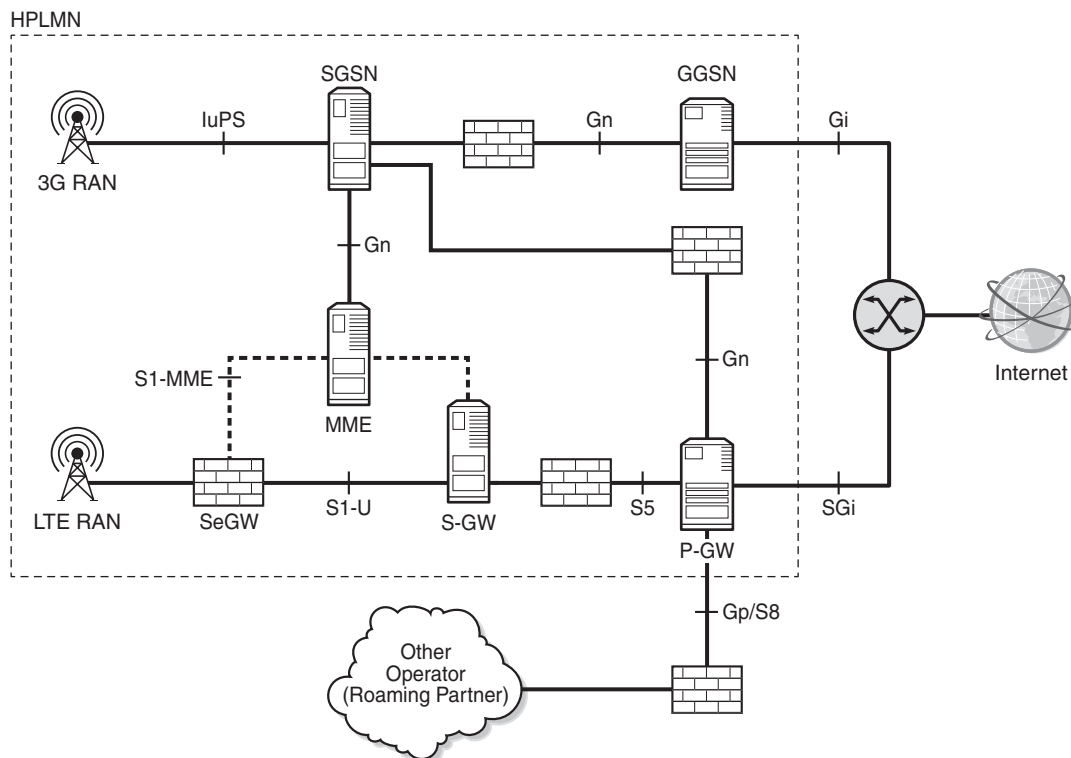 HPLMN
SGSN
GGSN
IuPS
Gn
Gi
3G RAN
Gn
S1-MME
MME
Gn
Internet
LTE RAN
SeGW
S1-U
S-GW
S5
P-GW
SGi
Gp/S8
Other
Operator
(Roaming Partner)